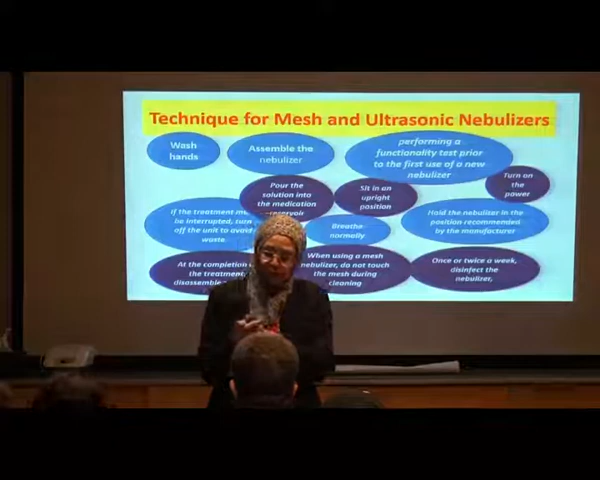 Technique for Mesh and Ultrasonic Nebulizers
Wash
hands
Assemble the
nebulizer
performing a
functionality test prior
to the first use of a new
nebulizer
Turn on
the
power
Pour the
solution into
the medication
reservoir
Sit in an
upright
position
If the treatment
be interrupted, turn
off the unit to avoid
waste.
Breathe
normally
Hold the nebulizer in the
position recommended
by the manufacturer
At the completion
the treatment
When using a mesh
nebulizer, do not touch
the mesh during
cleaning
Once or twice a week,
disinfect the
nebulizer.